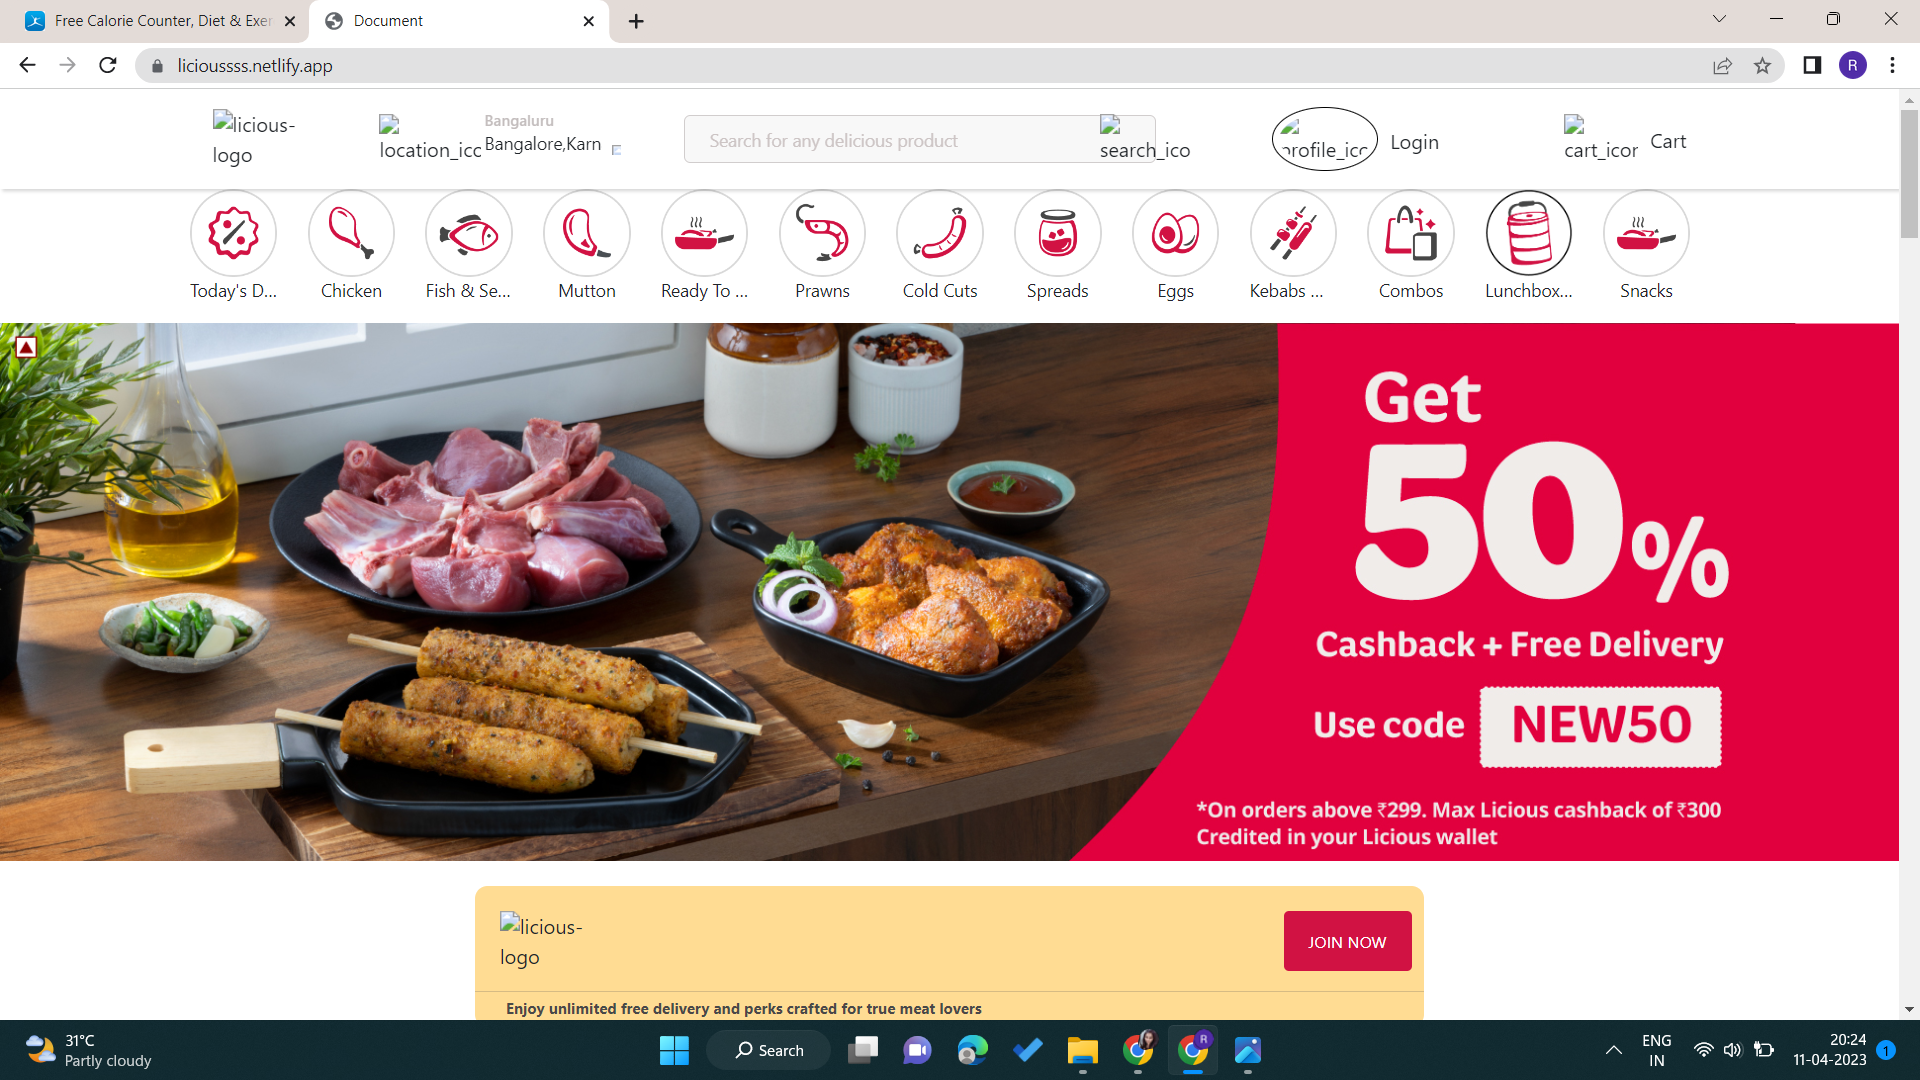 Free Calorie Counter, Diet & Exer
Document
liciousss.netlify.app
R
licious-
logo
location_icc
Bangaluru
Bangalore,Karn
Search for any delicious product
search_ico
profile_icc
Login
cart_icor
Cart
Today's D...
Chicken
Fish & Se...
Mutton
Ready To ...
Prawns
Cold Cuts
Spreads
Eggs
Kebabs ...
Combos
Lunchbox...
Snacks
Get
50%
Cashback + Free Delivery
Use code NEW50
*On orders above ₹299. Max Licious cashback of ₹300
Credited in your Licious wallet
licious-
logo
JOIN NOW
Enjoy unlimited free delivery and perks crafted for true meat lovers
31°C
Partly cloudy
Search
R
ENG
IN
20:24
11-04-2023
1